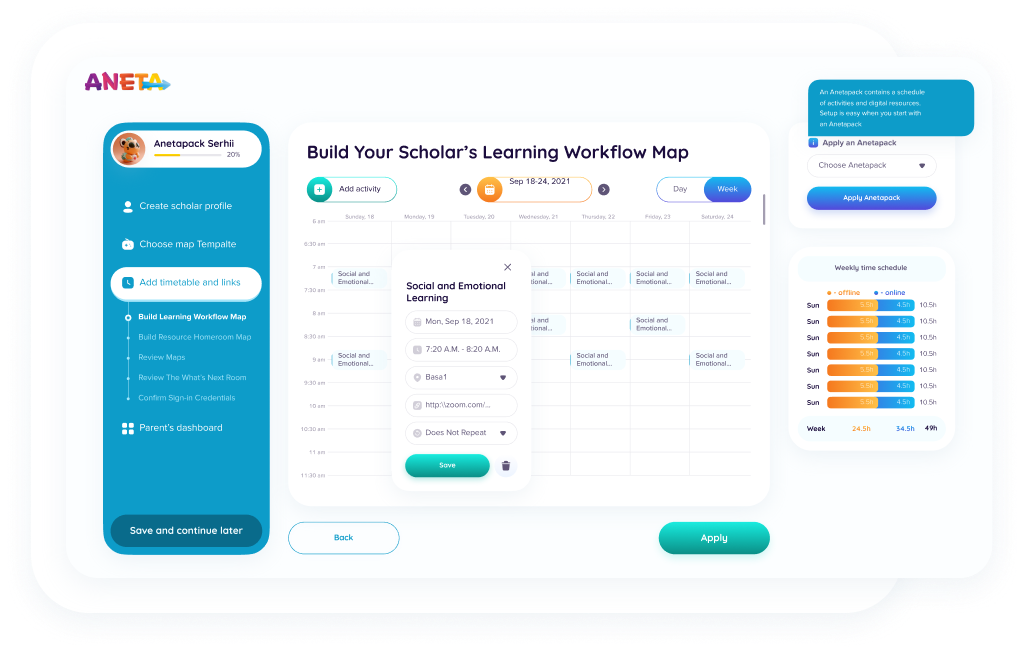 ANETA
Anetapack Serhii
20%
Create scholar profile
Choose map Tempalte
Add timetable and links
Build Learning Workflow Map
Build Resource Homeroom Map
Review Maps
Review The What's Next Room
Confirm Sign-in Credentials
Parent's dashboard
Save and continue later
Build Your Scholar's Learning Workflow Map
Add activity
Sep 18-24, 2021
Day
Week
Sunday, 18
Monday, 19
Tuesday, 20
Wednesday, 21
Thursday, 22
Friday, 23
Saturday, 24
6 am
6:30 am
7 am
7:30 am
8 am
8:30 am
9 am
9:30 am
10 am
10:30 am
11 am
11:30 am
Social and
Emotional...
ial and
tional...
Social and
Emotional...
Social and
Emotional...
Social and
Emotional...
ial and
tional...
Social and
Emotional...
Social and
Emotional...
Social and
Emotional...
Social and
Emotional...
Social and Emotional
Learning
Mon, Sep 18, 2021
7:20 A.M. - 8:20 A.M.
Basa1
http:\\zoom.com/...
Does Not Repeat
Save
Back
Apply
An Anetapack contains a schedule
of activities and digital resources.
Setup is easy when you start with
an Anetapack
Apply an Anetapack
Choose Anetapack
Apply Anetapack
Weekly time schedule
- offline - online
Sun 5.5h 4.5h 10.5h
Sun 5.5h 4.5h 10.5h
Sun 5.5h 4.5h 10.5h
Sun 5.5h 4.5h 10.5h
Sun 5.5h 4.5h 10.5h
Sun 5.5h 4.5h 10.5h
Sun 5.5h 4.5h 10.5h
Week 24.5h 34.5h 49h